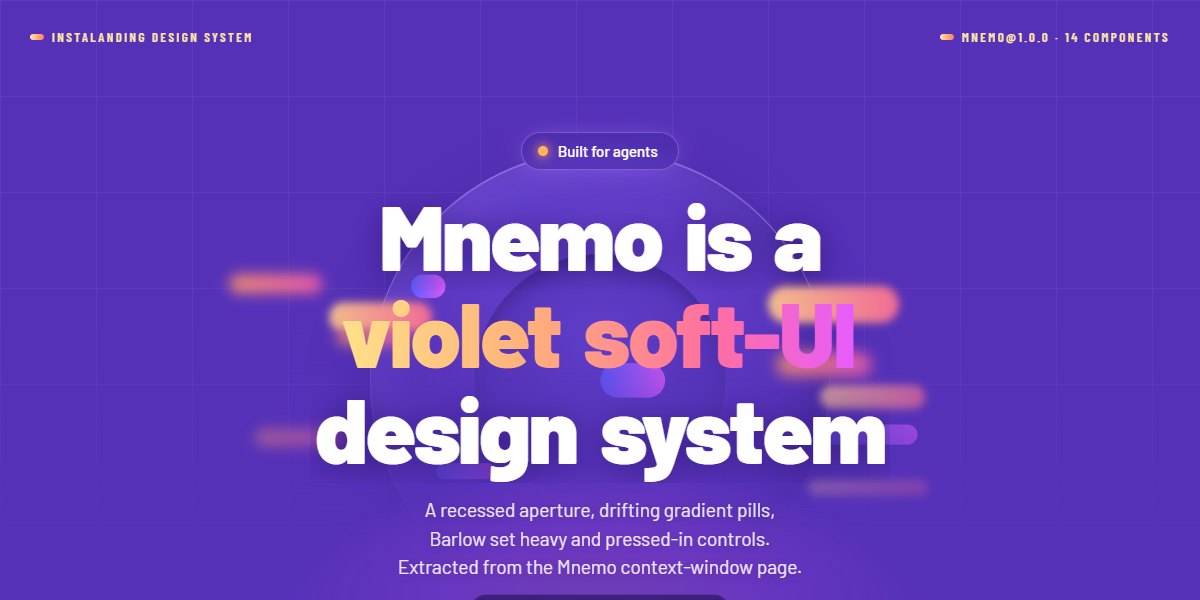 INSTALANDING DESIGN SYSTEM
MNEMO@1.0.0 - 14 COMPONENTS
Built for agents
Mnemo is a
violet soft-UI
design system
A recessed aperture, drifting gradient pills,
Barlow set heavy and pressed-in controls.
Extracted from the Mnemo context-window page.